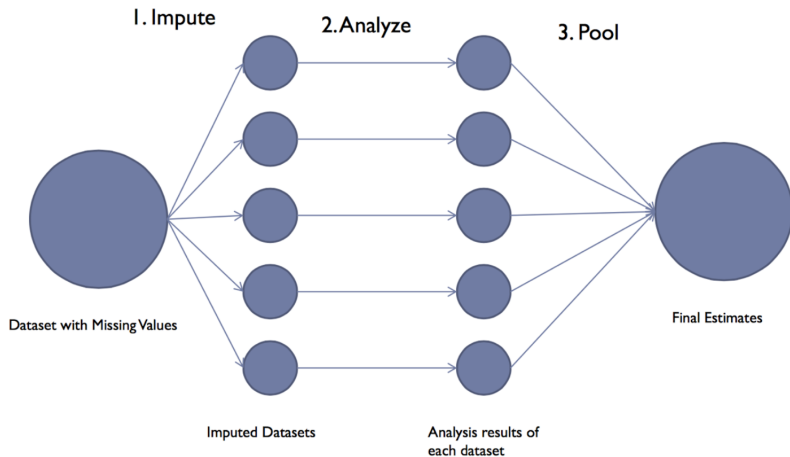 1. Impute
2. Analyze
3. Pool
Dataset with Missing Values
Final Estimates
Imputed Datasets
Analysis results of
each dataset